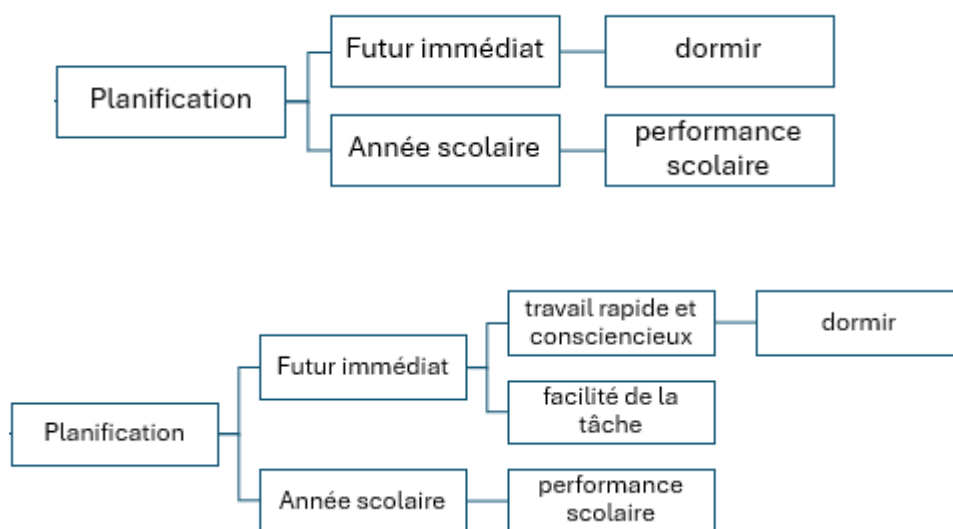 Futur immédiat
dormir
Planification
Année scolaire
performance
scolaire
travail rapide et
consciencieux
dormir
Futur immédiat
facilité de la
tâche
Planification
Année scolaire
performance
scolaire